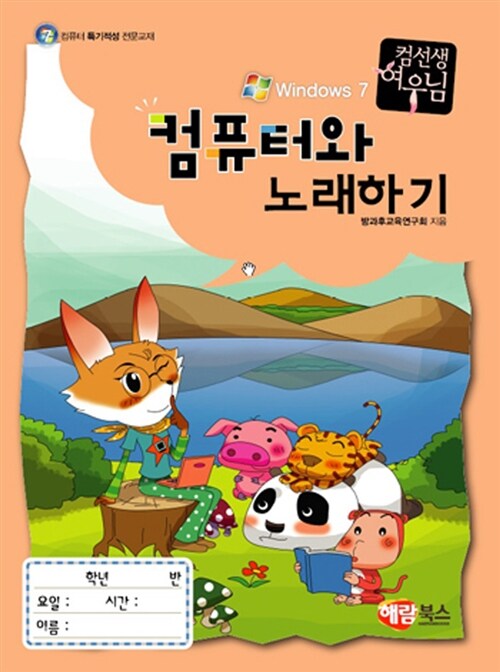 컴퓨터 특기적성 전문교재
Windows 7
컴선생
여우님
컴퓨터와
노래하기
방과후교육연구회 지음
학년 반
요일 : 시간 :
이름 :
해람북스